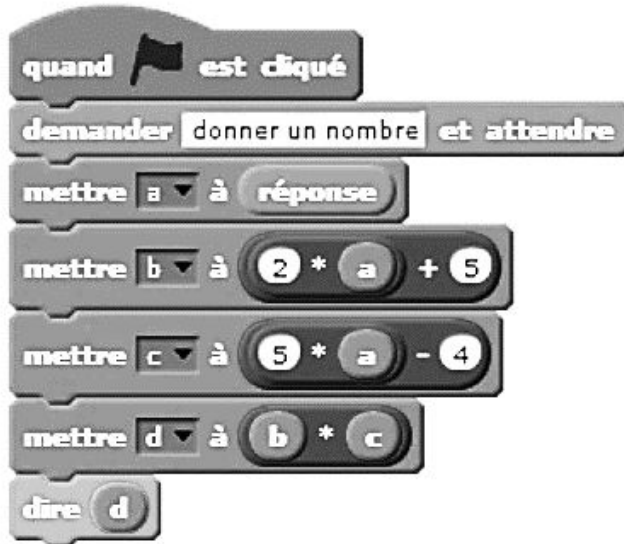 quand est cliqué
demander donner un nombre et attendre
mettre a à réponse
mettre b à 2 * a + 5
mettre c à 5 * a - 4
mettre d à b * c
dire d